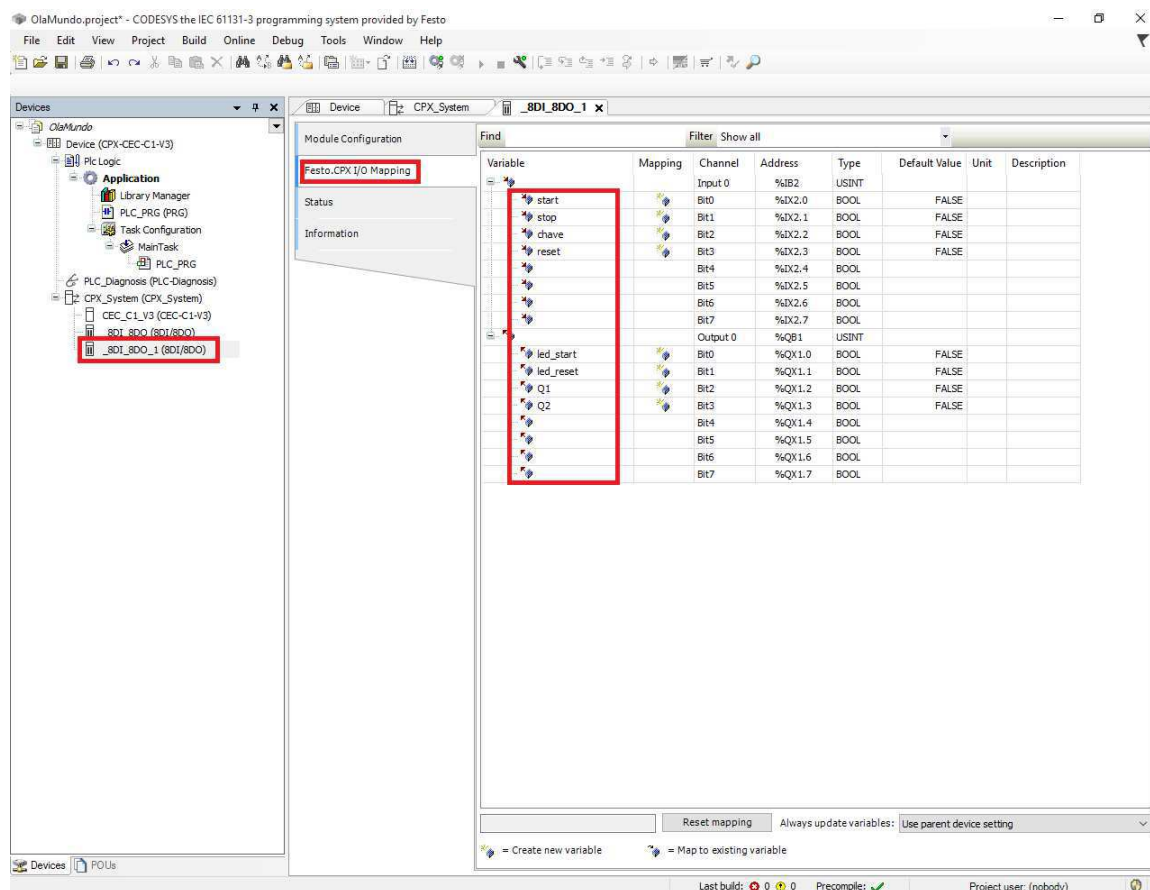 OlaMundo.project* - CODESYS the IEC 61131-3 programming system provided by Festo
File Edit View Project Build Online Debug Tools Window Help
Devices
OlaMundo
Device (CPX-CEC-C1-V3)
Plc Logic
Application
Library Manager
PLC_PRG (PRG)
Task Configuration
MainTask
PLC_PRG
PLC_Diagnosis (PLC-Diagnosis)
CPX_System (CPX_System)
CEC_C1_V3 (CEC-C1-V3)
_8DI_8DO (8DI/8DO)
_8DI_8DO_1 (8DI/8DO)
Devices POUs
Device CPX_System _8DI_8DO_1 X
Module Configuration
Festo.CPX I/O Mapping
Status
Information
Find Filter Show all
Variable Mapping Channel Address Type Default Value Unit Description
Input 0 %IB2 USINT
start Bit0 %IX2.0 BOOL FALSE
stop Bit1 %IX2.1 BOOL FALSE
chave Bit2 %IX2.2 BOOL FALSE
reset Bit3 %IX2.3 BOOL FALSE
Bit4 %IX2.4 BOOL
Bit5 %IX2.5 BOOL
Bit6 %IX2.6 BOOL
Bit7 %IX2.7 BOOL
Output 0 %QB1 USINT
led_start Bit0 %QX1.0 BOOL FALSE
led_reset Bit1 %QX1.1 BOOL FALSE
Q1 Bit2 %QX1.2 BOOL FALSE
Q2 Bit3 %QX1.3 BOOL FALSE
Bit4 %QX1.4 BOOL
Bit5 %QX1.5 BOOL
Bit6 %QX1.6 BOOL
Bit7 %QX1.7 BOOL
Reset mapping Always update variables: Use parent device setting
= Create new variable = Map to existing variable
Last build: 0 0 Precompile: Project user: (nobody)